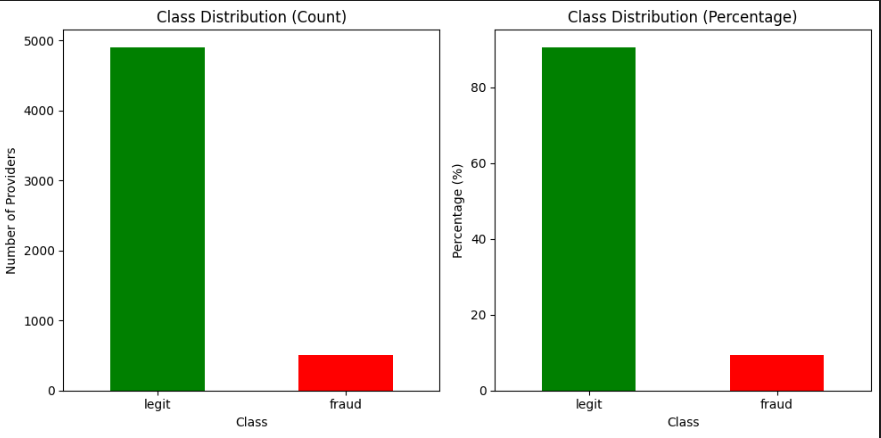 Class Distribution (Count)
Number of Providers
5000
4000
3000
2000
1000
0
legit
fraud
Class
Class Distribution (Percentage)
Percentage (%)
80
60
40
20
0
legit
fraud
Class